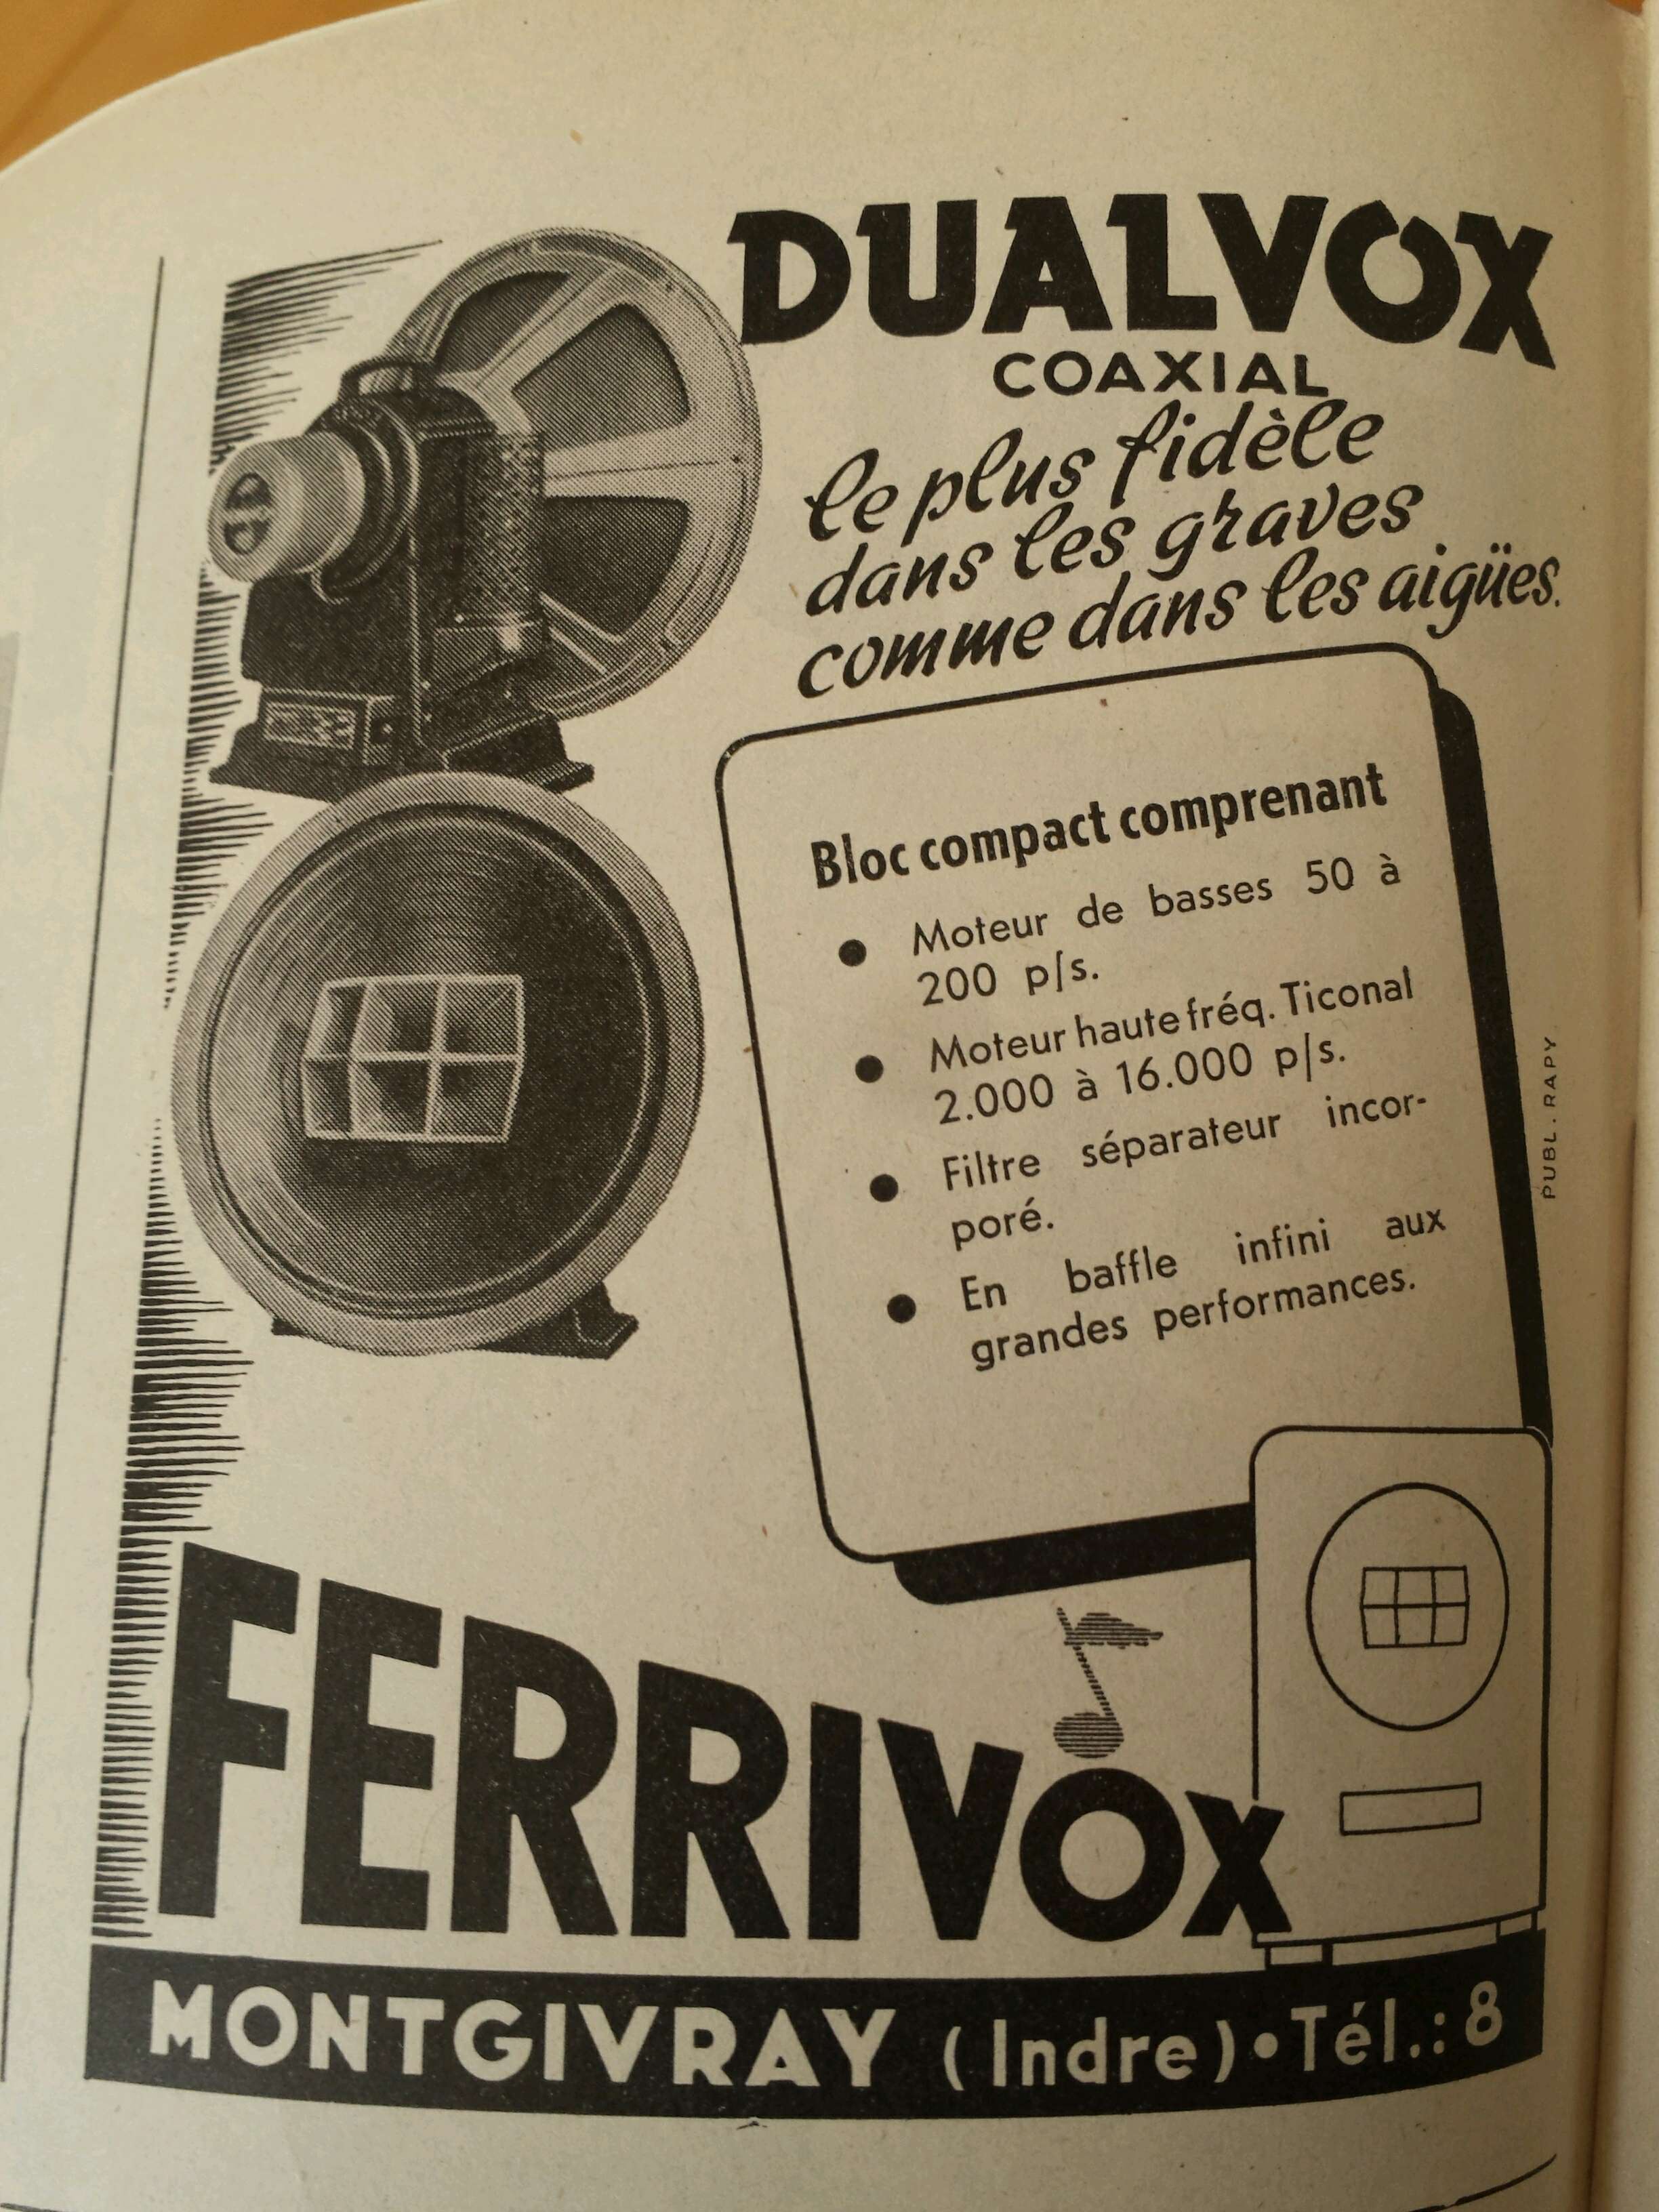 DUALVOX
COAXIAL
le plus fidèle
dans les graves
comme dans les aigües.
Bloc compact comprenant
● Moteur de basses 50 à
200 p/s.
● Moteur haute fréq. Ticonal
2.000 à 16.000 p/s.
● Filtre séparateur incor-
poré.
● En baffle infini aux
grandes performances.
PUBL. RAPY
FERRIVOX
MONTGIVRAY (Indre) • Tél.: 8